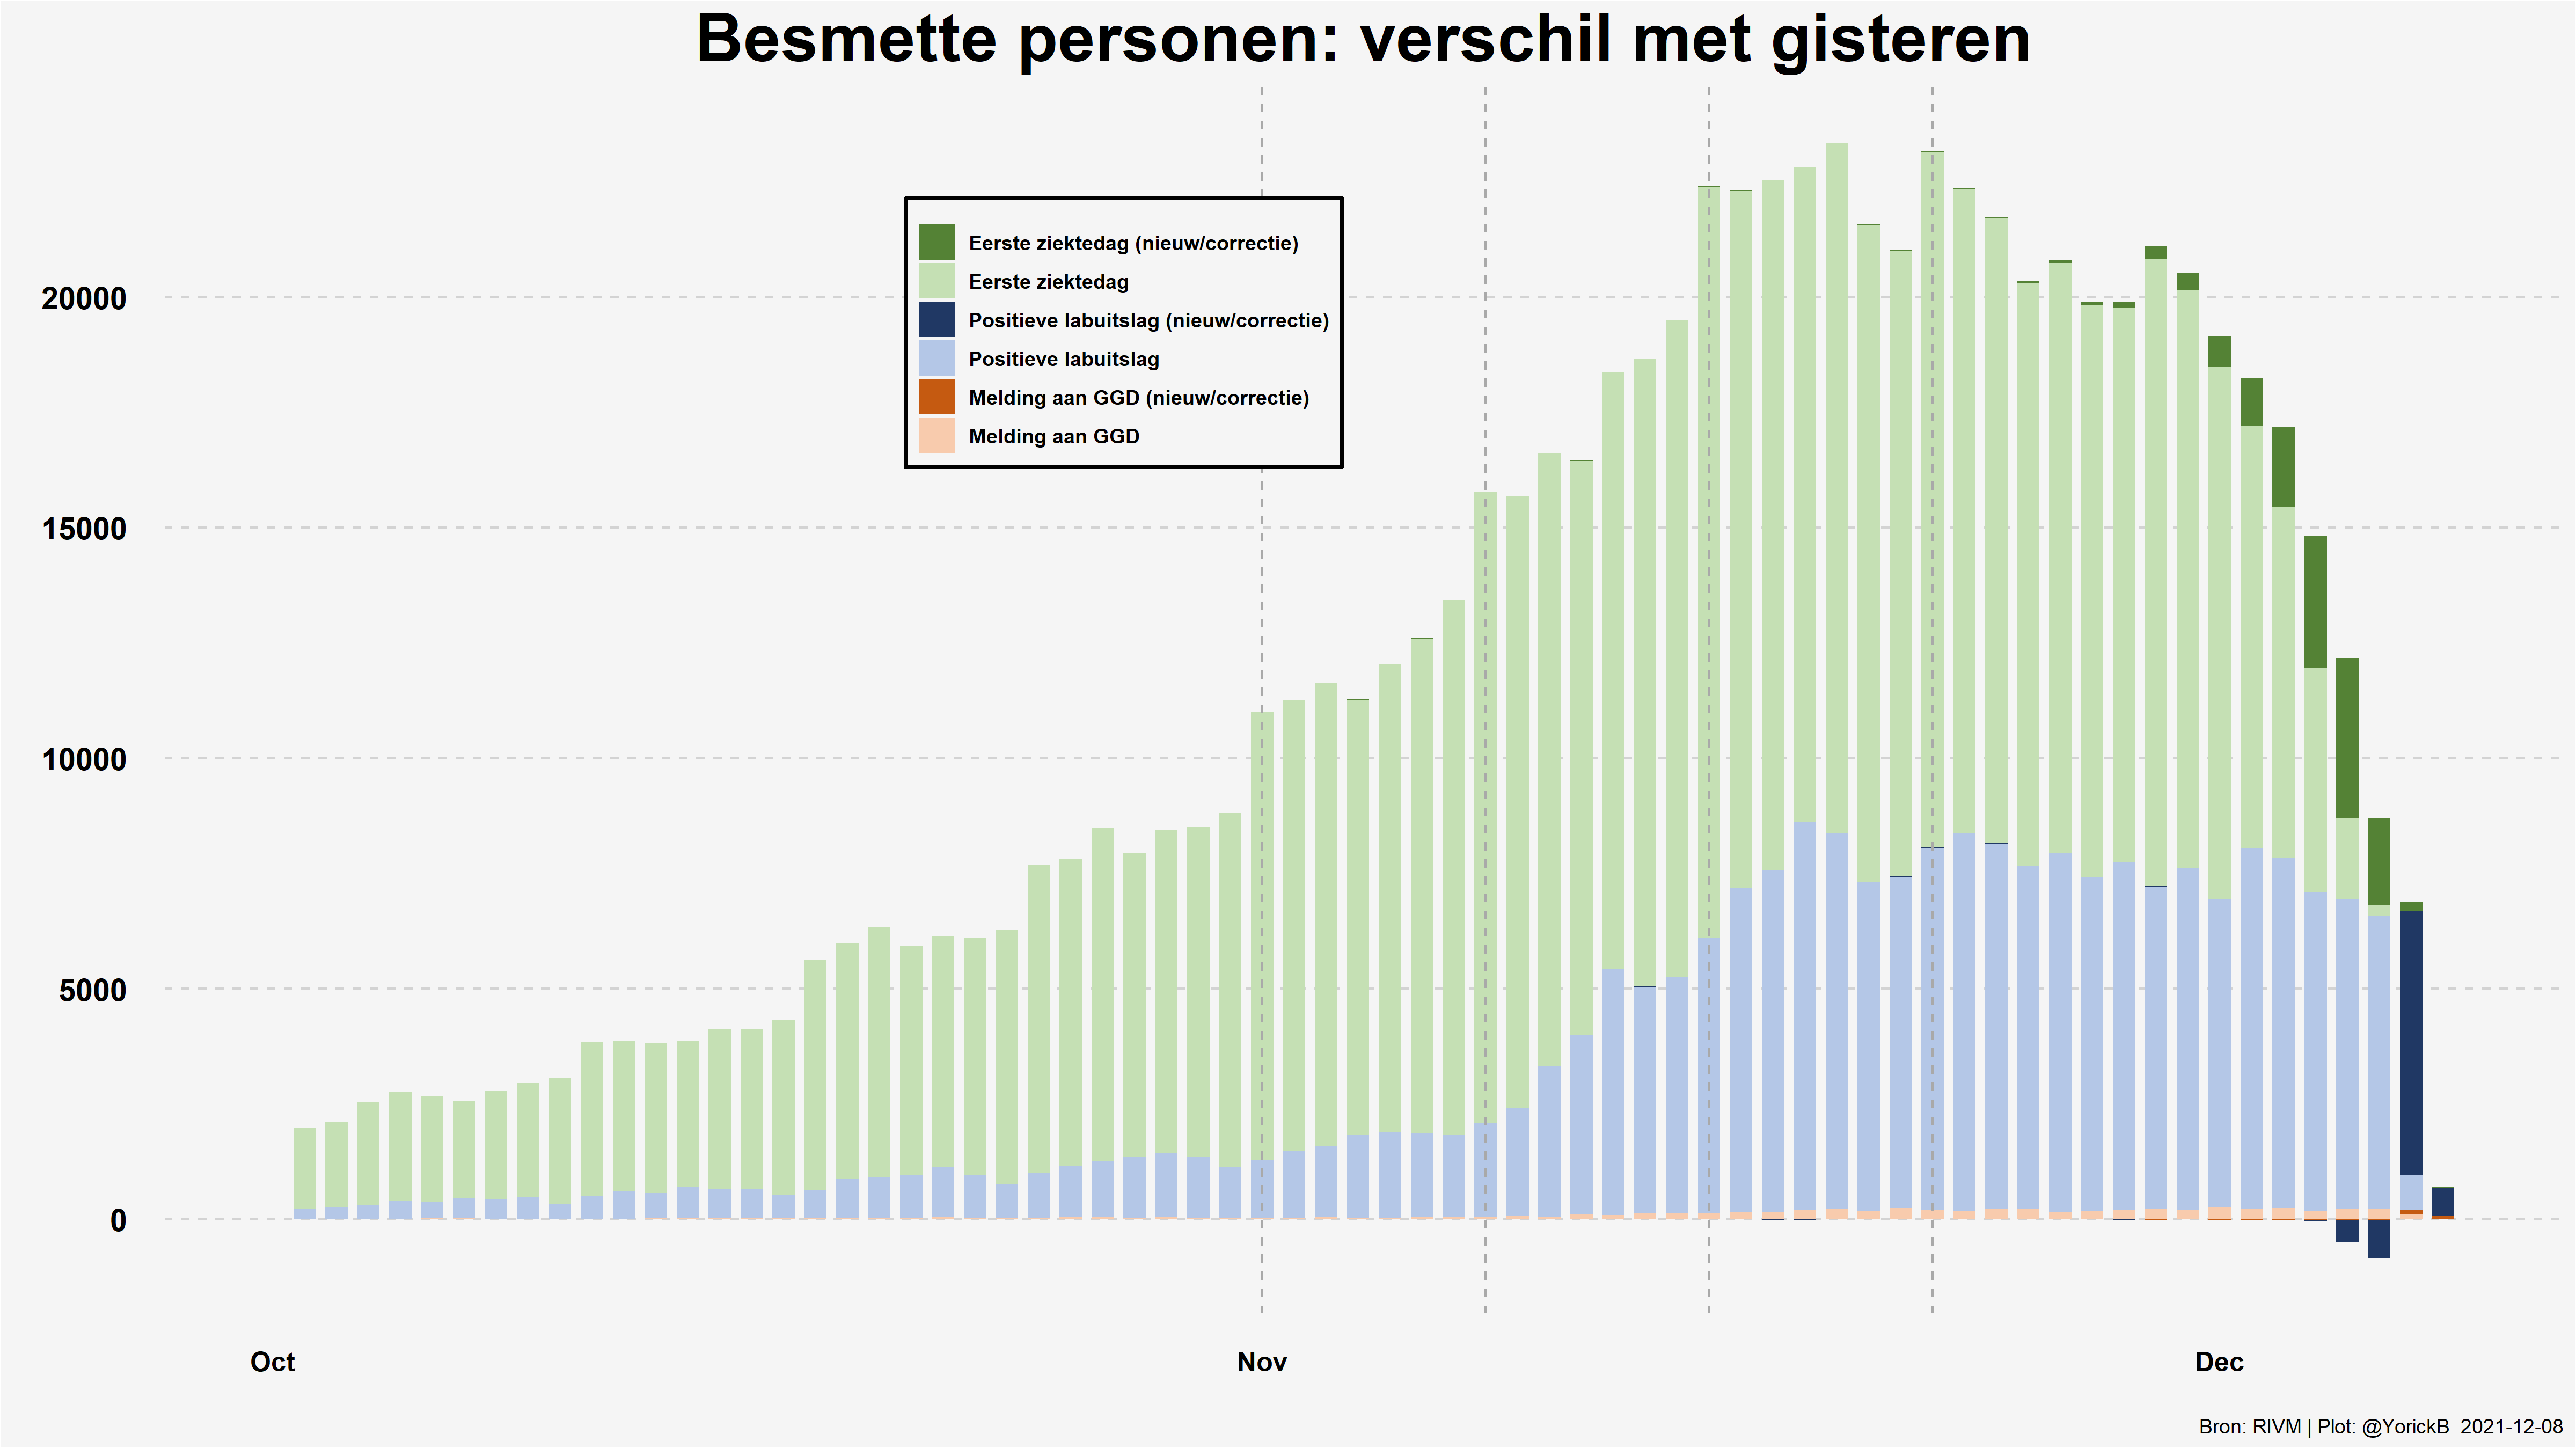 Besmette personen: verschil met gisteren
Eerste ziektedag (nieuw/correctie)
Eerste ziektedag
Positieve labuitslag (nieuw/correctie)
Positieve labuitslag
Melding aan GGD (nieuw/correctie)
Melding aan GGD
20000
15000
10000
5000
0
Oct Nov Dec
Bron: RIVM | Plot: @YorickB 2021-12-08